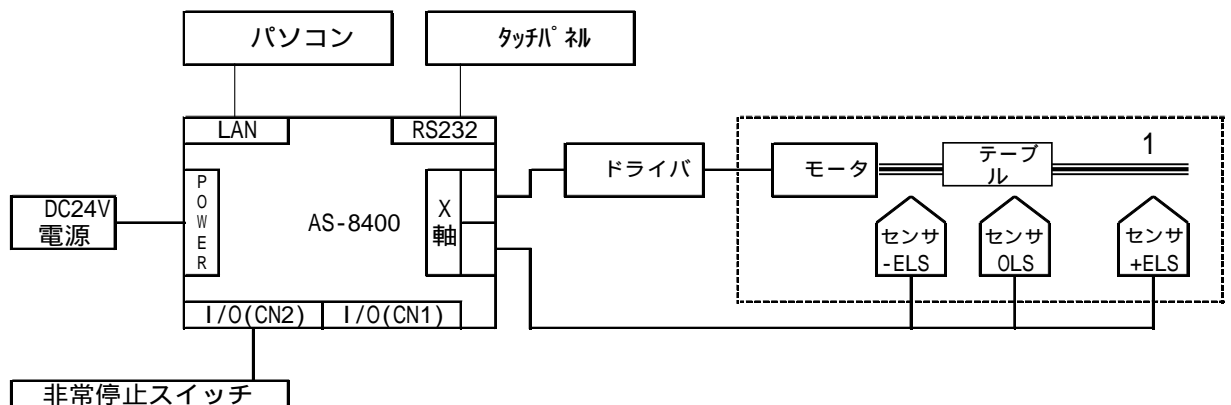 パソコン
タッチパネル
LAN
RS232
1
ドライバ
モータ
テーブ
ル
POWER
X
軸
DC24V
電源
AS-8400
センサ
-ELS
センサ
OLS
センサ
+ELS
I/O(CN2)
I/O(CN1)
非常停止スイッチ